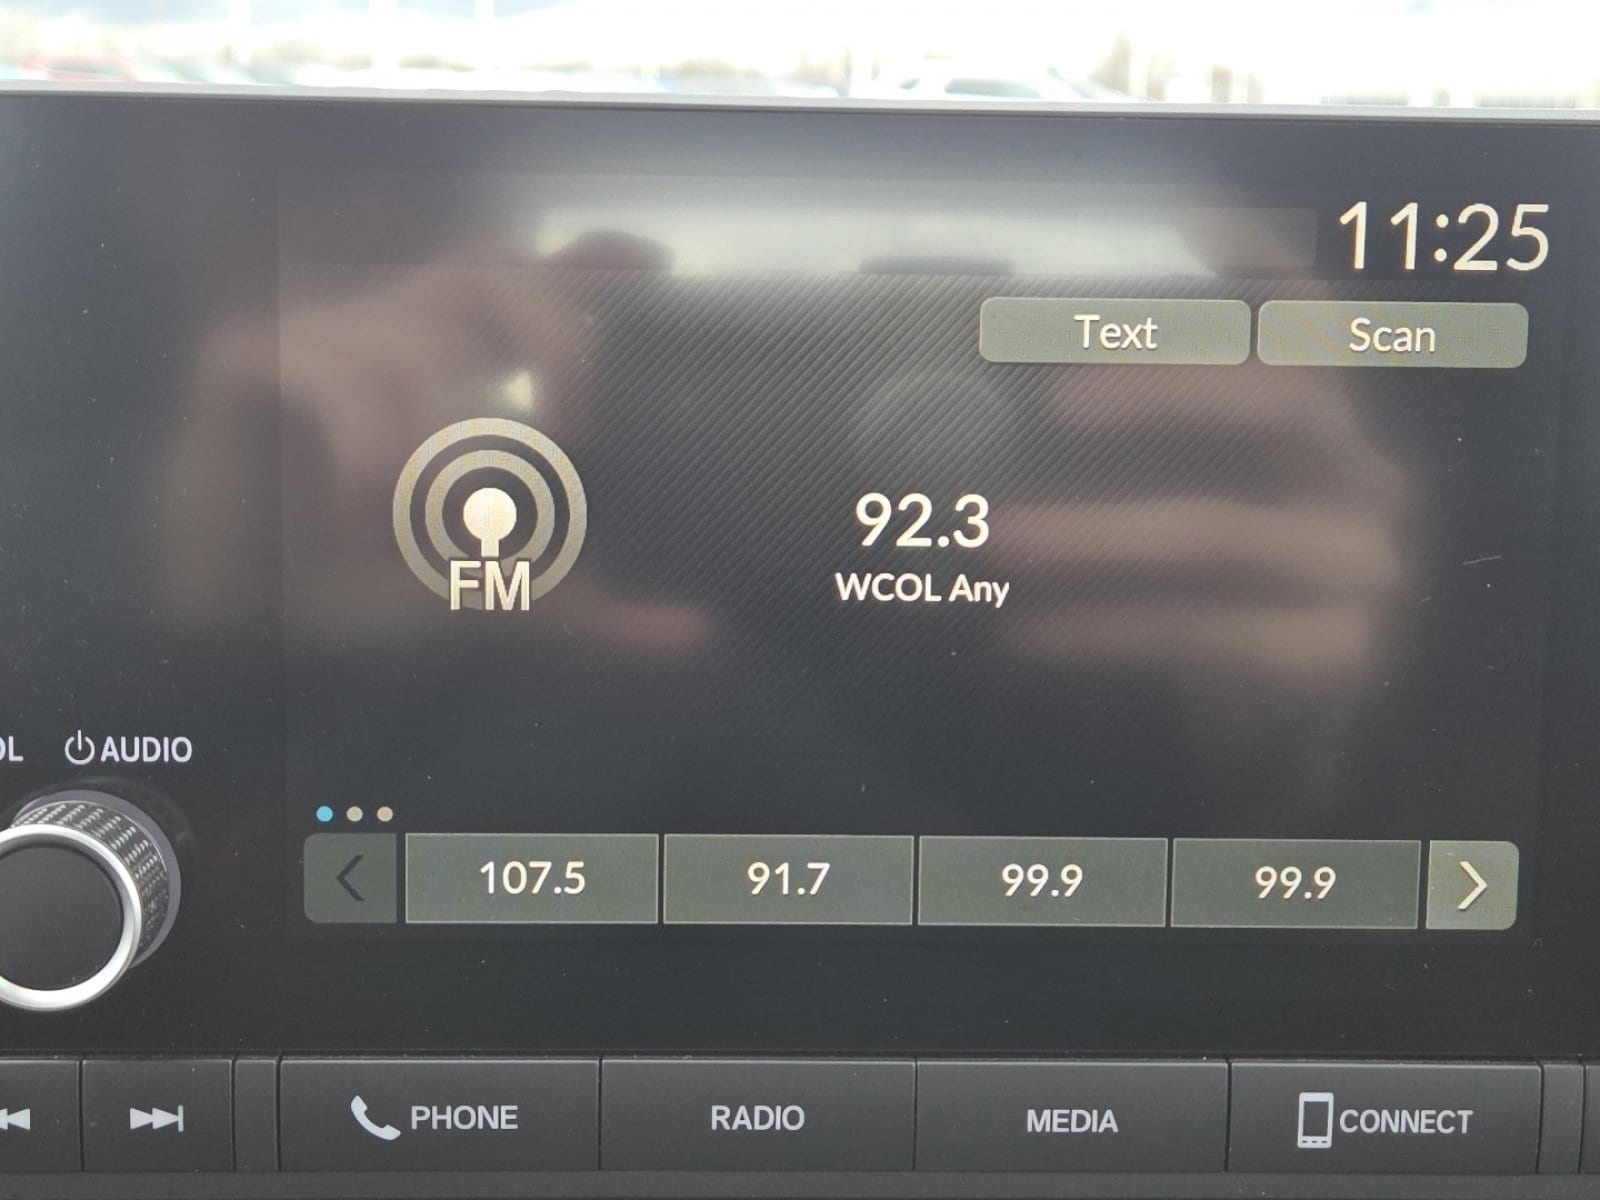 11:25
Text
Scan
92.3
WCOL Any
FM
OL
AUDIO
107.5
91.7
99.9
99.9
PHONE
RADIO
MEDIA
CONNECT